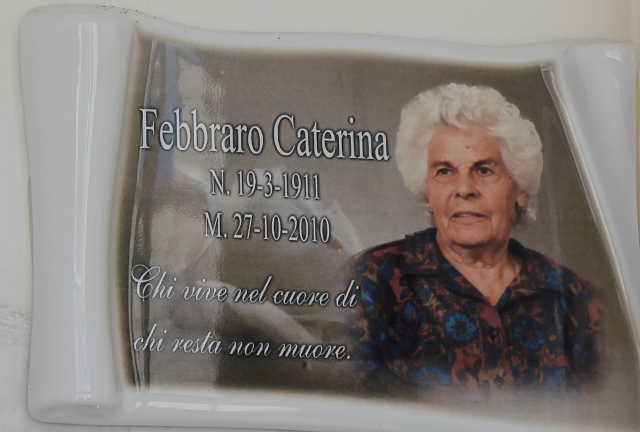 Febbraro Caterina
N. 19-3-1911
M. 27-10-2010
Chi vive nel cuore di
chi resta non muore.